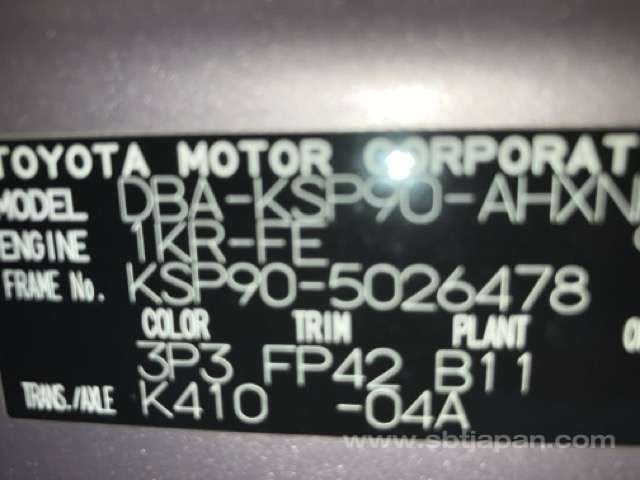 TOYOTA MOTOR CORPORAT
MODEL DBA-KSP90-AHXN
ENGINE 1KR-FE
FRAME No. KSP90-5026478
COLOR TRIM PLANT
3P3 FP42 B11
TRANS./AXLE K410 -04A
www.sbtjapan.com